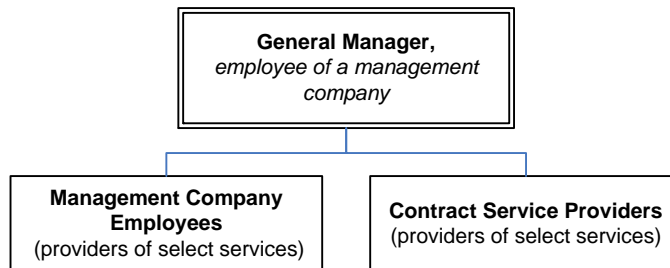 General Manager,
employee of a management
company
Management Company
Employees
(providers of select services)
Contract Service Providers
(providers of select services)